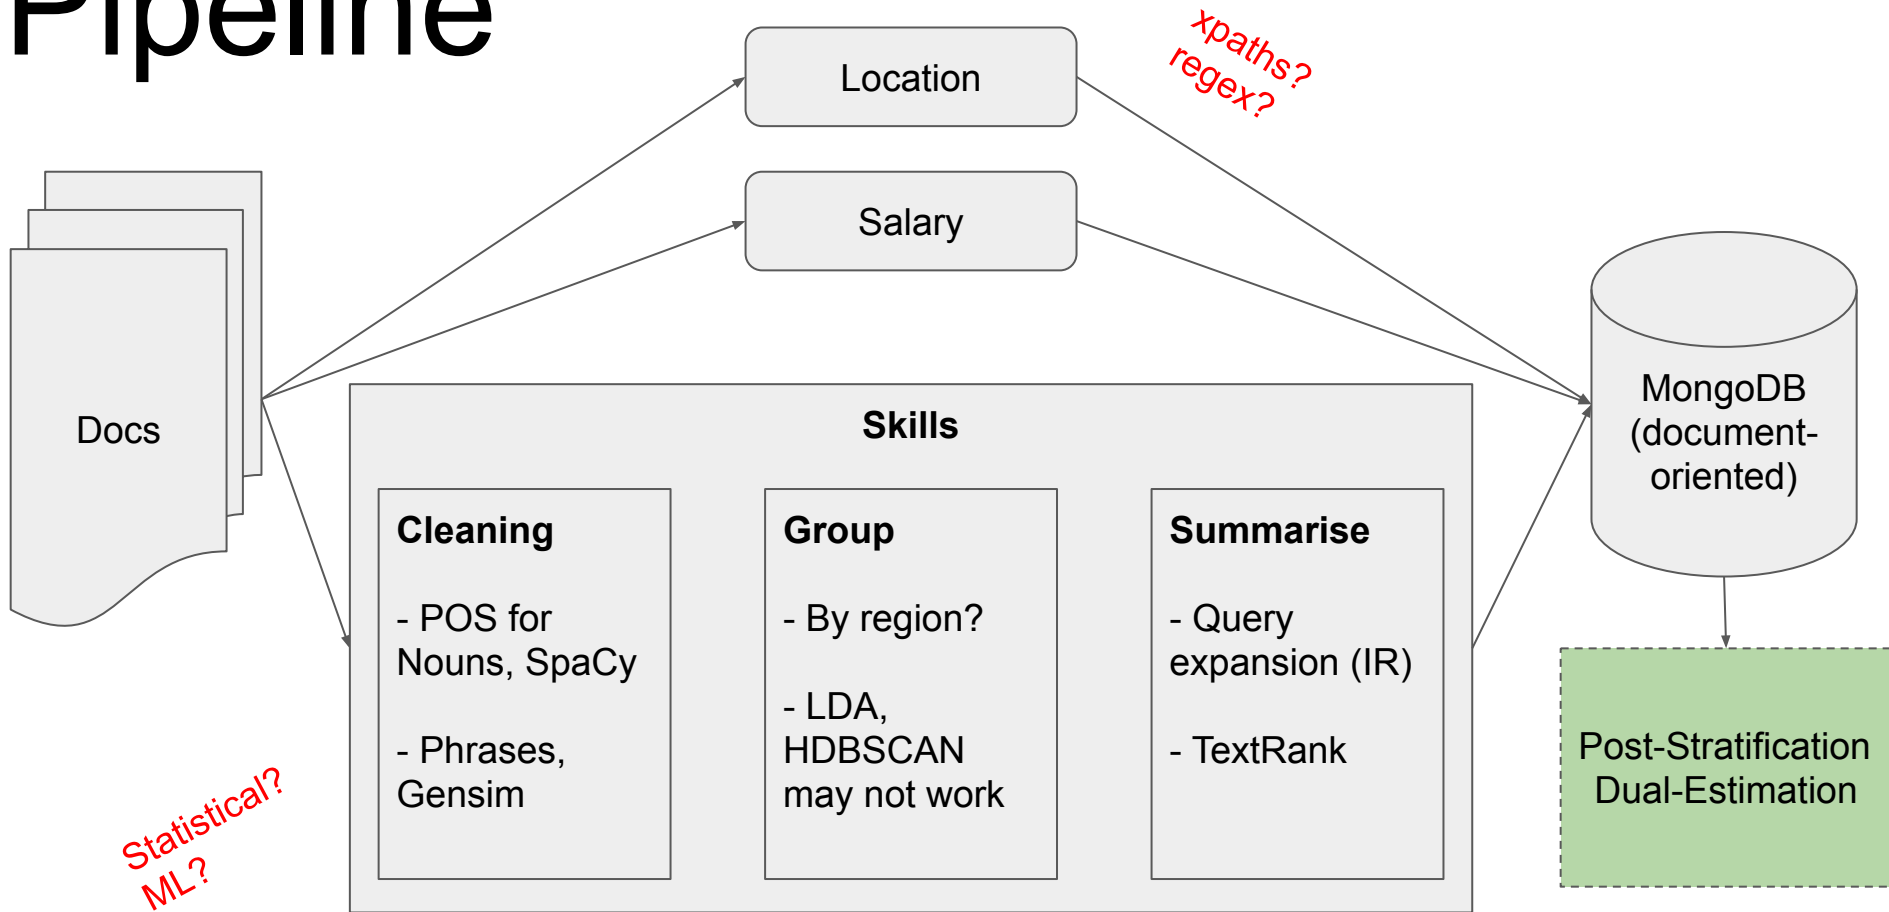 Pipeline
xpaths?
regex?
Location
Salary
Docs
Skills
Cleaning
- POS for
Nouns, SpaCy
- Phrases,
Gensim
Group
- By region?
- LDA,
HDBSCAN
may not work
Summarise
- Query
expansion (IR)
- TextRank
MongoDB
(document-
oriented)
Post-Stratification
Dual-Estimation
Statistical?
ML?